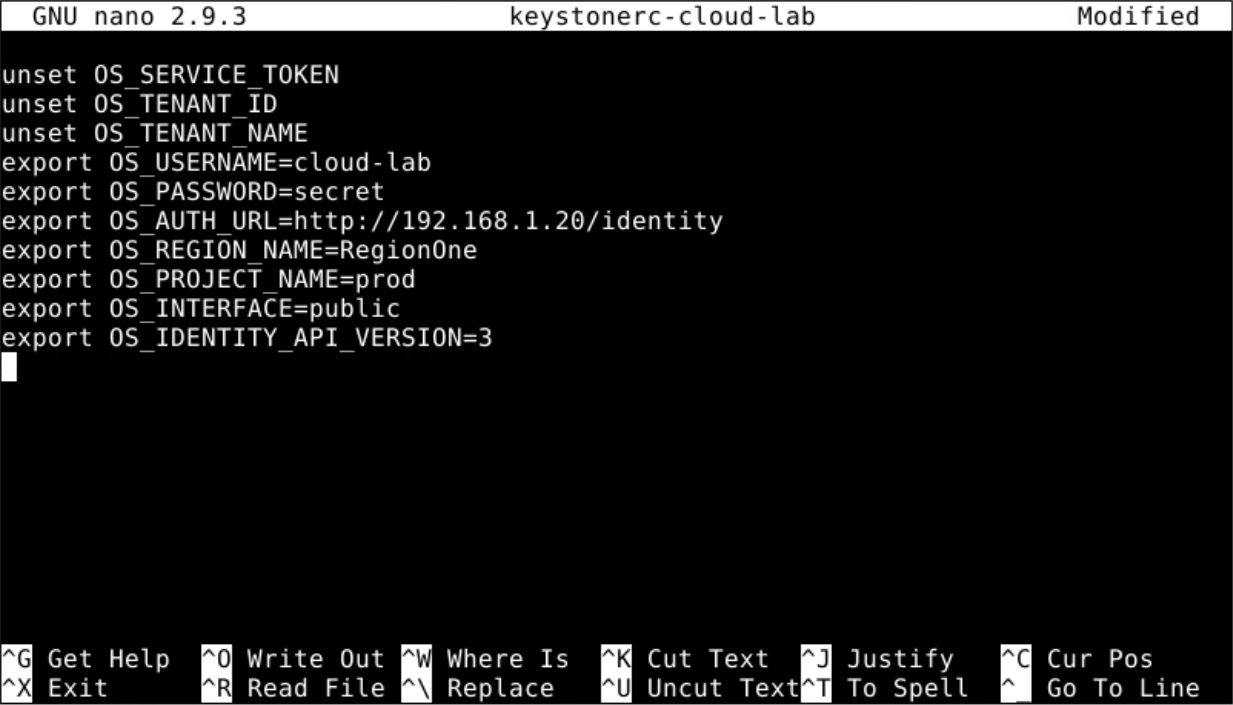 GNU nano 2.9.3 keystonerc-cloud-lab Modified
unset OS_SERVICE_TOKEN
unset OS_TENANT_ID
unset OS_TENANT_NAME
export OS_USERNAME=cloud-lab
export OS_PASSWORD=secret
export OS_AUTH_URL=http://192.168.1.20/identity
export OS_REGION_NAME=RegionOne
export OS_PROJECT_NAME=prod
export OS_INTERFACE=public
export OS_IDENTITY_API_VERSION=3
^G Get Help ^O Write Out ^W Where Is ^K Cut Text ^J Justify ^C Cur Pos
^X Exit ^R Read File ^\ Replace ^U Uncut Text ^T To Spell ^_ Go To Line